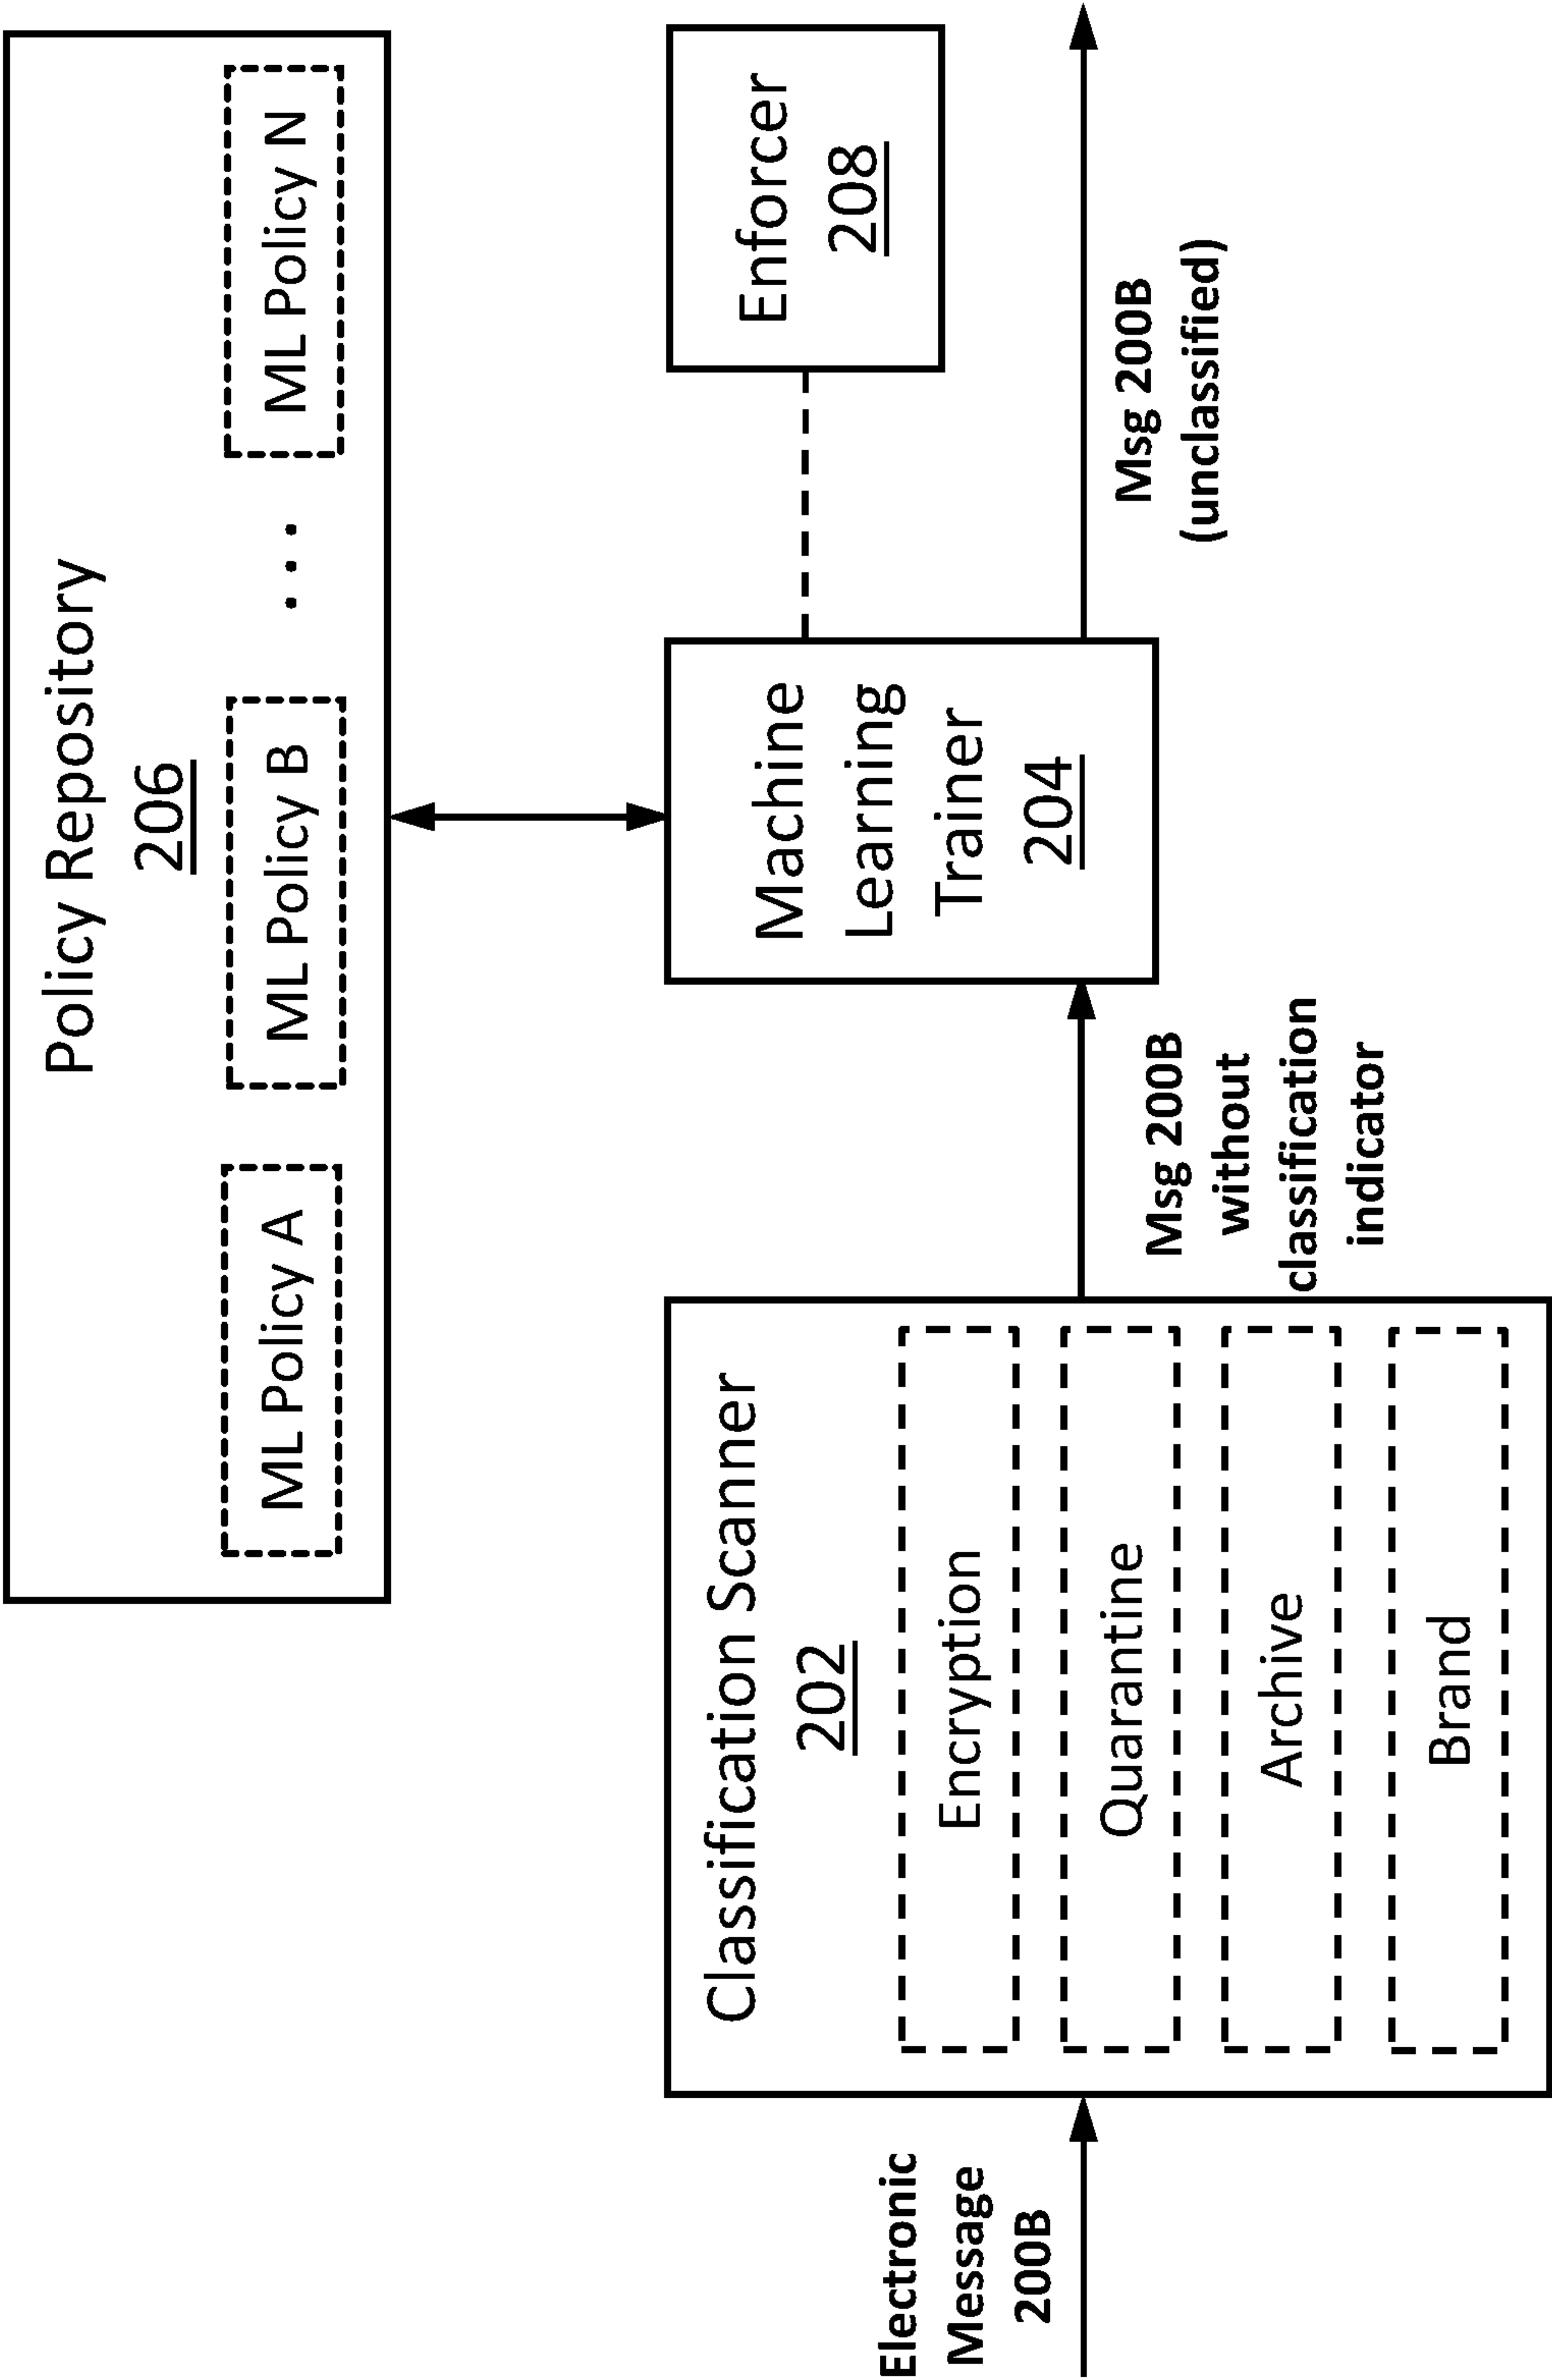 Policy Repository
206
ML Policy A
ML Policy B
. . .
ML Policy N
Electronic
Message
200B
Classification Scanner
202
Encryption
Quarantine
Archive
Brand
Msg 200B
without
classification
indicator
Machine
Learning
Trainer
204
Enforcer
208
Msg 200B
(unclassified)